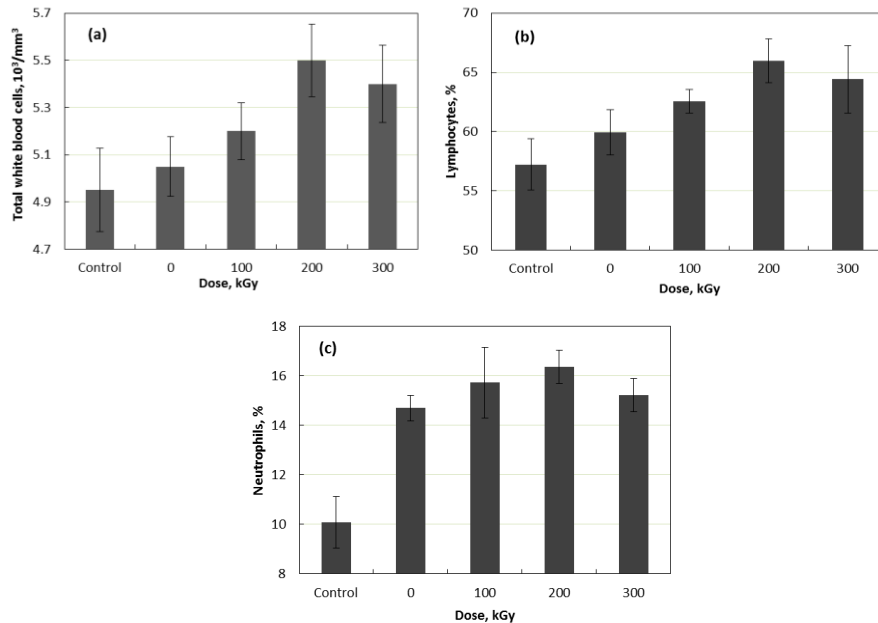 (a)
Total white blood cells, 10³/mm³
5.7
5.5
5.3
5.1
4.9
4.7
Control 0 100 200 300
Dose, kGy
(b)
Lymphocytes, %
70
65
60
55
50
Control 0 100 200 300
Dose, kGy
(c)
Neutrophils, %
18
16
14
12
10
8
Control 0 100 200 300
Dose, kGy